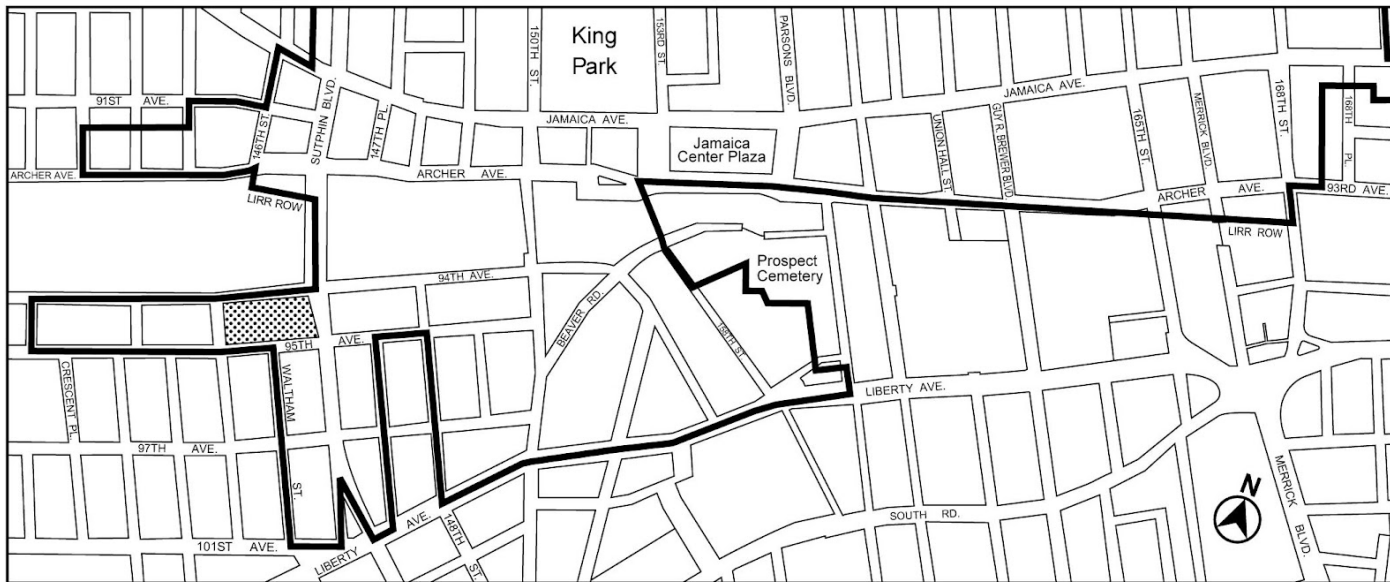 150TH ST.
King
Park
153RD ST.
PARSONS BLVD.
91ST AVE.
146TH ST.
SUTPHIN BLVD.
147TH PL.
JAMAICA AVE.
JAMAICA AVE.
Jamaica
Center Plaza
UNION HALL ST.
GUY R. BREWER BLVD.
165TH ST.
MERRICK BLVD.
168TH ST.
168TH PL.
ARCHER AVE.
ARCHER AVE.
ARCHER AVE.
93RD AVE.
LIRR ROW
LIRR ROW
94TH AVE.
Prospect
Cemetery
BEAVER RD.
159TH ST.
95TH AVE.
CRESCENT PL.
WALTHAM ST.
LIBERTY AVE.
97TH AVE.
MERRICK BLVD.
N
SOUTH RD.
148TH ST.
101ST AVE.
LIBERTY AVE.